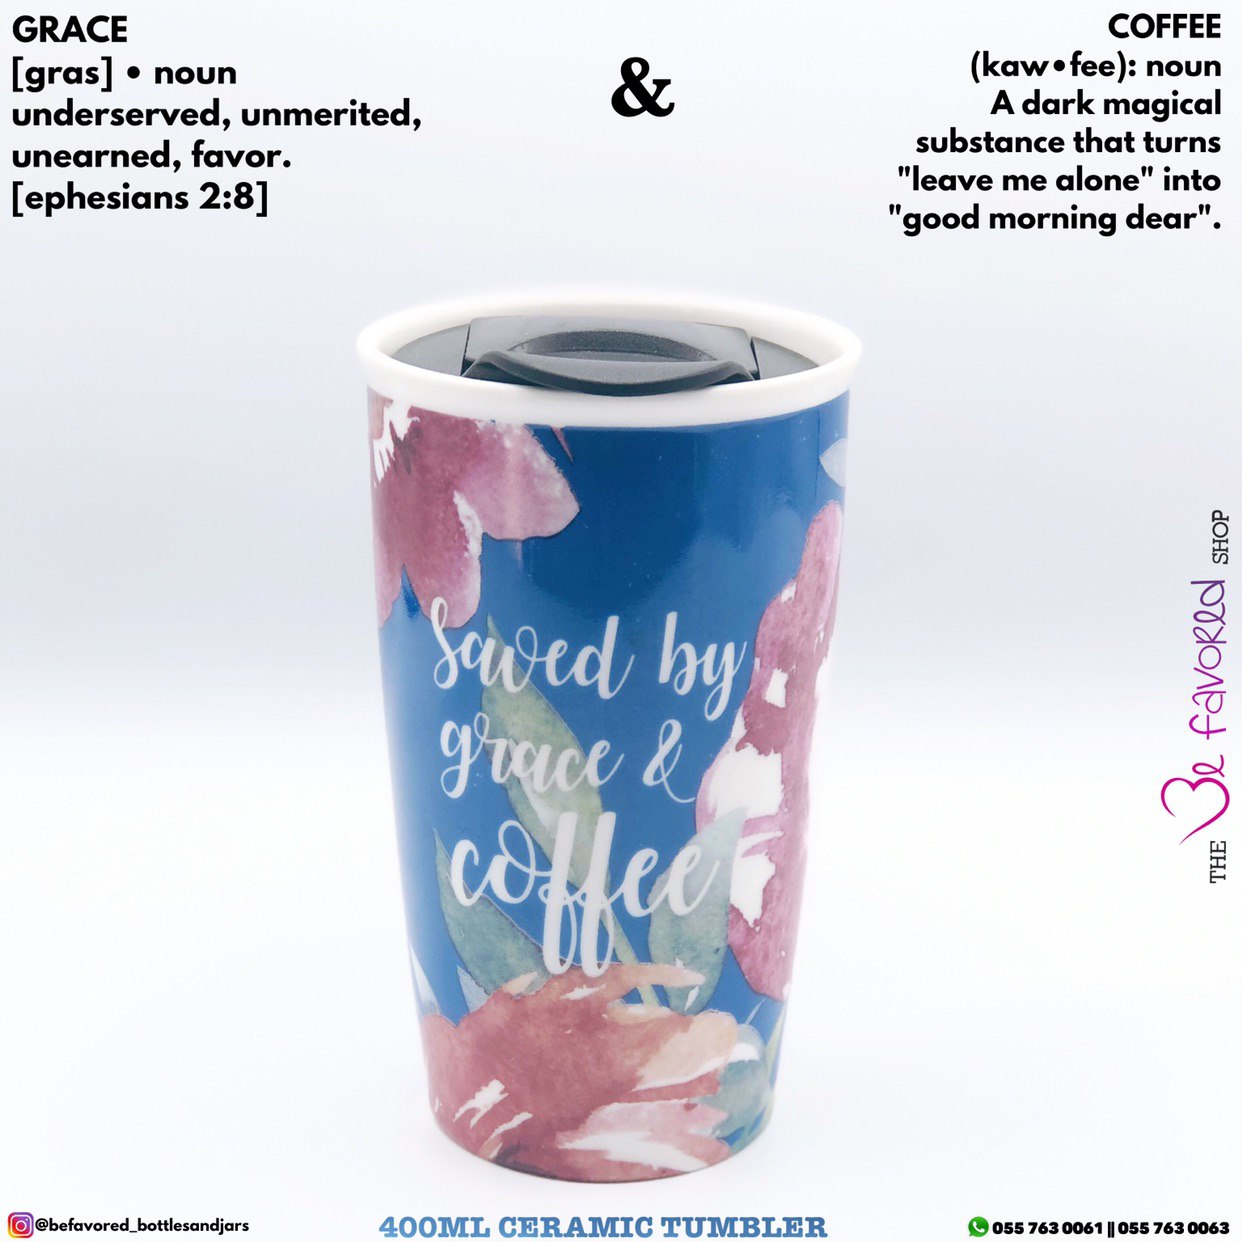 GRACE
[gras] • noun
underserved, unmerited,
unearned, favor.
[ephesians 2:8]
&
COFFEE
(kaw•fee): noun
A dark magical
substance that turns
"leave me alone" into
"good morning dear".
Saved by
grace &
coffee
THE Be favored SHOP
@befavored_bottlesandjars
400ML CERAMIC TUMBLER
055 763 0061 || 055 763 0063